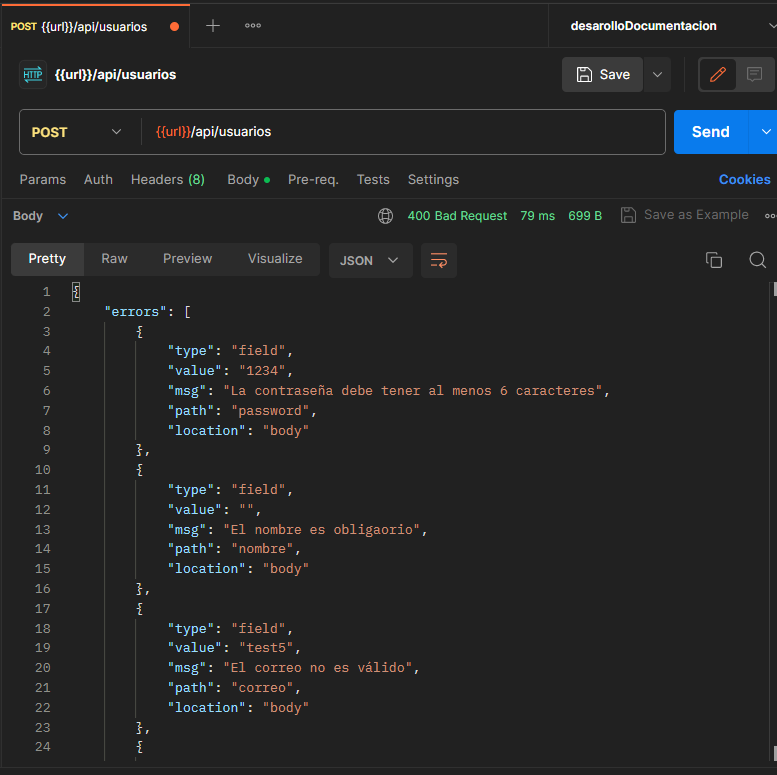 POST {{url}}/api/usuarios
desarolloDocumentacion
HTTP {{url}}/api/usuarios
Save
POST {{url}}/api/usuarios Send
Params Auth Headers (8) Body Pre-req. Tests Settings Cookies
Body 400 Bad Request 79 ms 699 B Save as Example
Pretty Raw Preview Visualize JSON
1 {
2 "errors": [
3 {
4 "type": "field",
5 "value": "1234",
6 "msg": "La contraseña debe tener al menos 6 caracteres",
7 "path": "password",
8 "location": "body"
9 },
10 {
11 "type": "field",
12 "value": "",
13 "msg": "El nombre es obligaorio",
14 "path": "nombre",
15 "location": "body"
16 },
17 {
18 "type": "field",
19 "value": "test5",
20 "msg": "El correo no es válido",
21 "path": "correo",
22 "location": "body"
23 },
24 {